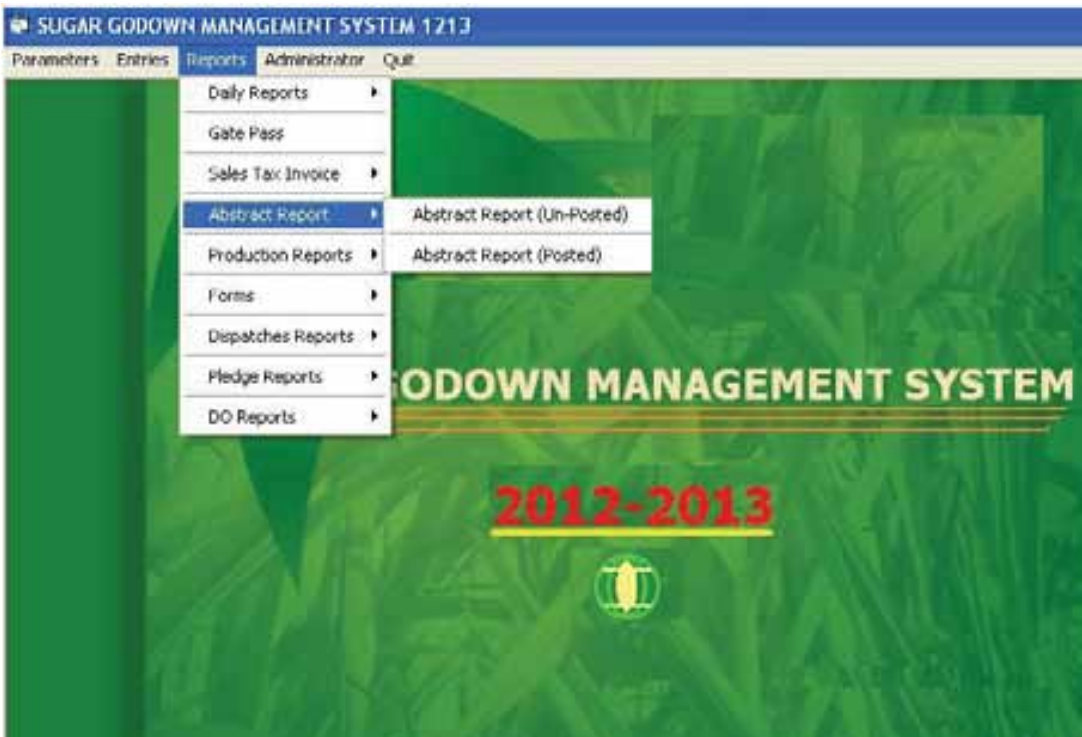 SUGAR GODOWN MANAGEMENT SYSTEM 1213
Parameters Entries Reports Administrator Quit
Daily Reports
Gate Pass
Sales Tax Invoice
Abstract Report
Abstract Report (Un-Posted)
Production Reports
Abstract Report (Posted)
Forms
Dispatches Reports
Pledge Reports
DO Reports
GODOWN MANAGEMENT SYSTEM
2012-2013